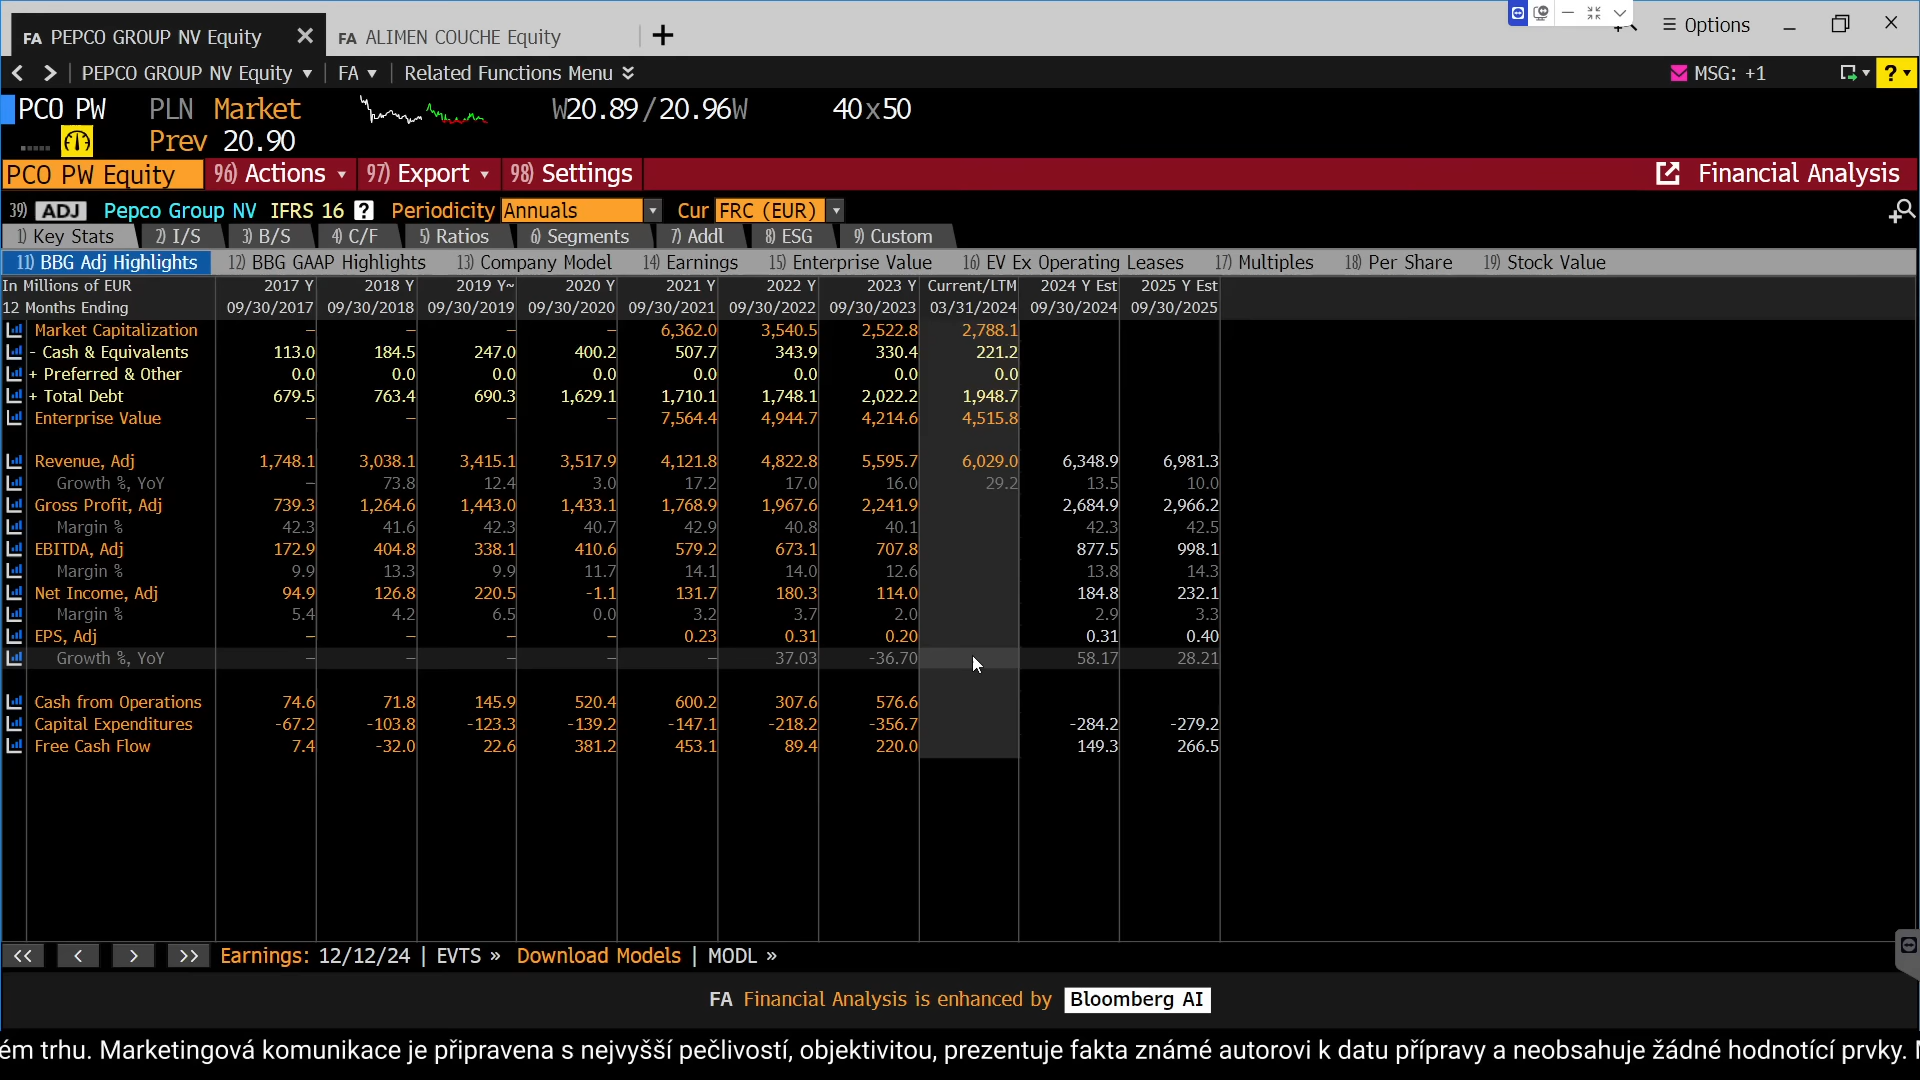 FA PEPCO GROUP NV Equity FA ALIMEN COUCHE Equity Options
PEPCO GROUP NV Equity FA Related Functions Menu MSG: +1 ?
PCO PW PLN Market W20.89/20.96W 40x50
Prev 20.90
PCO PW Equity 96) Actions 97) Export 98) Settings Financial Analysis
39) ADJ Pepco Group NV IFRS 16 ? Periodicity Annuals Cur FRC (EUR)
1) Key Stats 2) I/S 3) B/S 4) C/F 5) Ratios 6) Segments 7) Addl 8) ESG 9) Custom
11) BBG Adj Highlights 12) BBG GAAP Highlights 13) Company Model 14) Earnings 15) Enterprise Value 16) EV Ex Operating Leases 17) Multiples 18) Per Share 19) Stock Value
In Millions of EUR 2017 Y 2018 Y 2019 Y~ 2020 Y 2021 Y 2022 Y 2023 Y Current/LTM 2024 Y Est 2025 Y Est
12 Months Ending 09/30/2017 09/30/2018 09/30/2019 09/30/2020 09/30/2021 09/30/2022 09/30/2023 03/31/2024 09/30/2024 09/30/2025
Market Capitalization – – – – 6,362.0 3,540.5 2,522.8 2,788.1
- Cash & Equivalents 113.0 184.5 247.0 400.2 507.7 343.9 330.4 221.2
+ Preferred & Other 0.0 0.0 0.0 0.0 0.0 0.0 0.0 0.0
+ Total Debt 679.5 763.4 690.3 1,629.1 1,710.1 1,748.1 2,022.2 1,948.7
Enterprise Value – – – – 7,564.4 4,944.7 4,214.6 4,515.8
Revenue, Adj 1,748.1 3,038.1 3,415.1 3,517.9 4,121.8 4,822.8 5,595.7 6,029.0 6,348.9 6,981.3
Growth %, YoY – 73.8 12.4 3.0 17.2 17.0 16.0 29.2 13.5 10.0
Gross Profit, Adj 739.3 1,264.6 1,443.0 1,433.1 1,768.9 1,967.6 2,241.9 2,684.9 2,966.2
Margin % 42.3 41.6 42.3 40.7 42.9 40.8 40.1 42.3 42.5
EBITDA, Adj 172.9 404.8 338.1 410.6 579.2 673.1 707.8 877.5 998.1
Margin % 9.9 13.3 9.9 11.7 14.1 14.0 12.6 13.8 14.3
Net Income, Adj 94.9 126.8 220.5 -1.1 131.7 180.3 114.0 184.8 232.1
Margin % 5.4 4.2 6.5 0.0 3.2 3.7 2.0 2.9 3.3
EPS, Adj – – – – 0.23 0.31 0.20 0.31 0.40
Growth %, YoY – – – – – 37.03 -36.70 58.17 28.21
Cash from Operations 74.6 71.8 145.9 520.4 600.2 307.6 576.6
Capital Expenditures -67.2 -103.8 -123.3 -139.2 -147.1 -218.2 -356.7 -284.2 -279.2
Free Cash Flow 7.4 -32.0 22.6 381.2 453.1 89.4 220.0 149.3 266.5
<< < > >> Earnings: 12/12/24 | EVTS » Download Models | MODL »
FA Financial Analysis is enhanced by Bloomberg AI
ém trhu. Marketingová komunikace je připravena s nejvyšší pečlivostí, objektivitou, prezentuje fakta známé autorovi k datu přípravy a neobsahuje žádné hodnotící prvky.